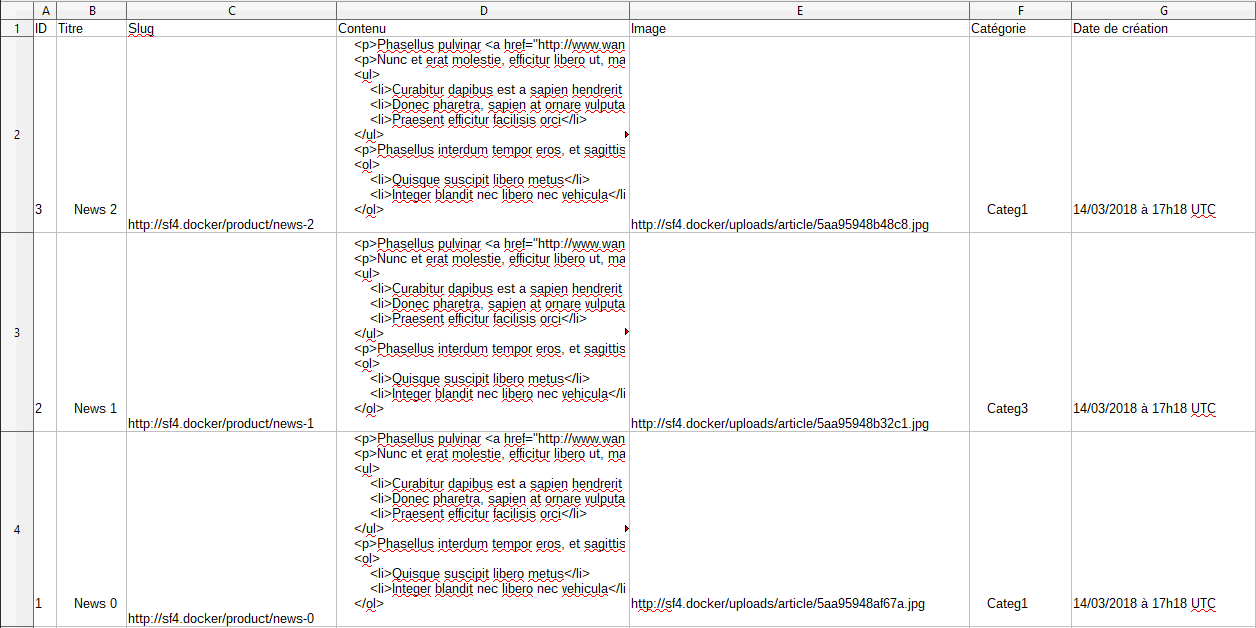 A B C D E F G
1 ID Titre Slug Contenu Image Catégorie Date de création
<p>Phasellus pulvinar <a href="http://www.wan
<p>Nunc et erat molestie, efficitur libero ut, ma
<ul>
<li>Curabitur dapibus est a sapien hendrerit
<li>Donec pharetra, sapien at ornare vulputa
<li>Praesent efficitur facilisis orci</li>
2 </ul>
<p>Phasellus interdum tempor eros, et sagittis
<ol>
<li>Quisque suscipit libero metus</li>
<li>Integer blandit nec libero nec vehicula</li
3 News 2 </ol> Categ1 14/03/2018 à 17h18 UTC
http://sf4.docker/product/news-2 http://sf4.docker/uploads/article/5aa95948b48c8.jpg
<p>Phasellus pulvinar <a href="http://www.wan
<p>Nunc et erat molestie, efficitur libero ut, ma
<ul>
<li>Curabitur dapibus est a sapien hendrerit
<li>Donec pharetra, sapien at ornare vulputa
<li>Praesent efficitur facilisis orci</li>
3 </ul>
<p>Phasellus interdum tempor eros, et sagittis
<ol>
<li>Quisque suscipit libero metus</li>
<li>Integer blandit nec libero nec vehicula</li
2 News 1 </ol> Categ3 14/03/2018 à 17h18 UTC
http://sf4.docker/product/news-1 http://sf4.docker/uploads/article/5aa95948b32c1.jpg
<p>Phasellus pulvinar <a href="http://www.wan
<p>Nunc et erat molestie, efficitur libero ut, ma
<ul>
<li>Curabitur dapibus est a sapien hendrerit
<li>Donec pharetra, sapien at ornare vulputa
<li>Praesent efficitur facilisis orci</li>
4 </ul>
<p>Phasellus interdum tempor eros, et sagittis
<ol>
<li>Quisque suscipit libero metus</li>
<li>Integer blandit nec libero nec vehicula</li
1 News 0 </ol> http://sf4.docker/uploads/article/5aa95948af67a.jpg Categ1 14/03/2018 à 17h18 UTC
http://sf4.docker/product/news-0